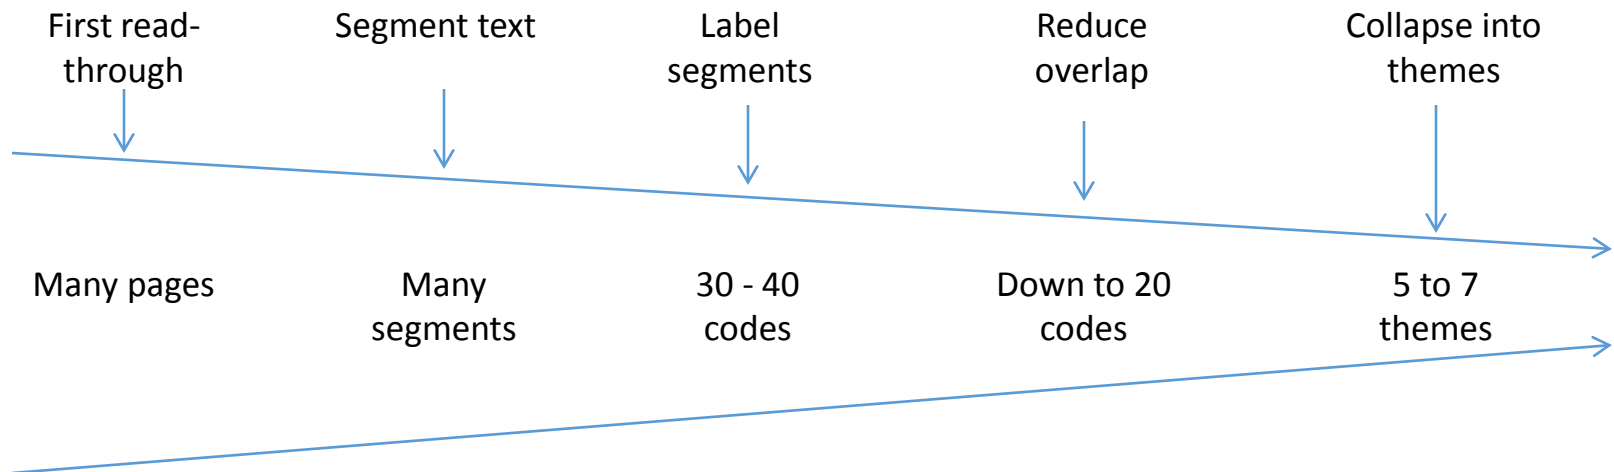 First read-
through
Segment text
Label
segments
Reduce
overlap
Collapse into
themes
Many pages
Many
segments
30 - 40
codes
Down to 20
codes
5 to 7
themes